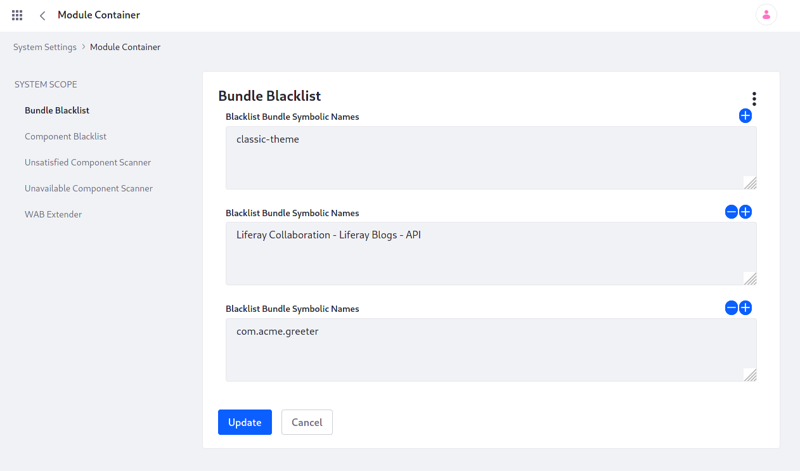 Module Container
System Settings > Module Container
SYSTEM SCOPE
Bundle Blacklist
Component Blacklist
Unsatisfied Component Scanner
Unavailable Component Scanner
WAB Extender
Bundle Blacklist
Blacklist Bundle Symbolic Names
classic-theme
Blacklist Bundle Symbolic Names
Liferay Collaboration - Liferay Blogs - API
Blacklist Bundle Symbolic Names
com.acme.greeter
Update Cancel